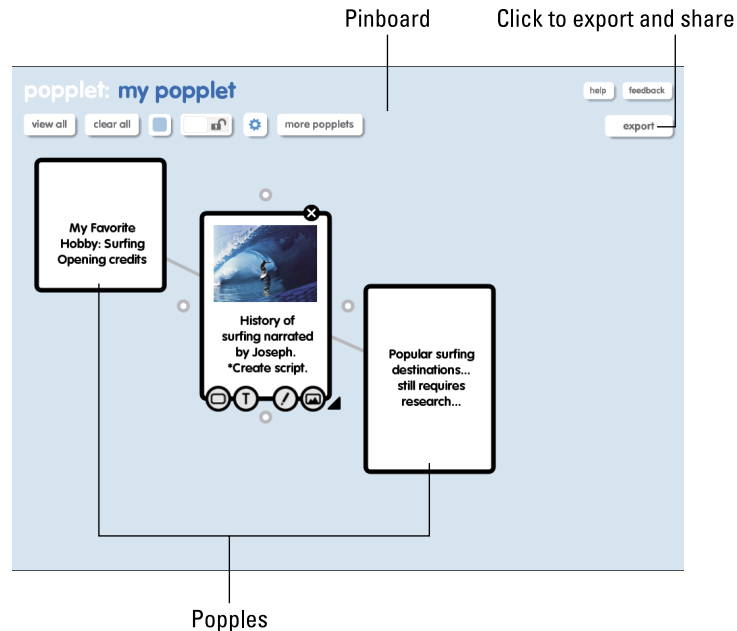 Pinboard
Click to export and share
popplet: my popplet
help
feedback
view all
clear all
more popplets
export
My Favorite
Hobby: Surfing
Opening credits
History of
surfing narrated
by Joseph.
*Create script.
T
Popular surfing
destinations...
still requires
research...
Popples